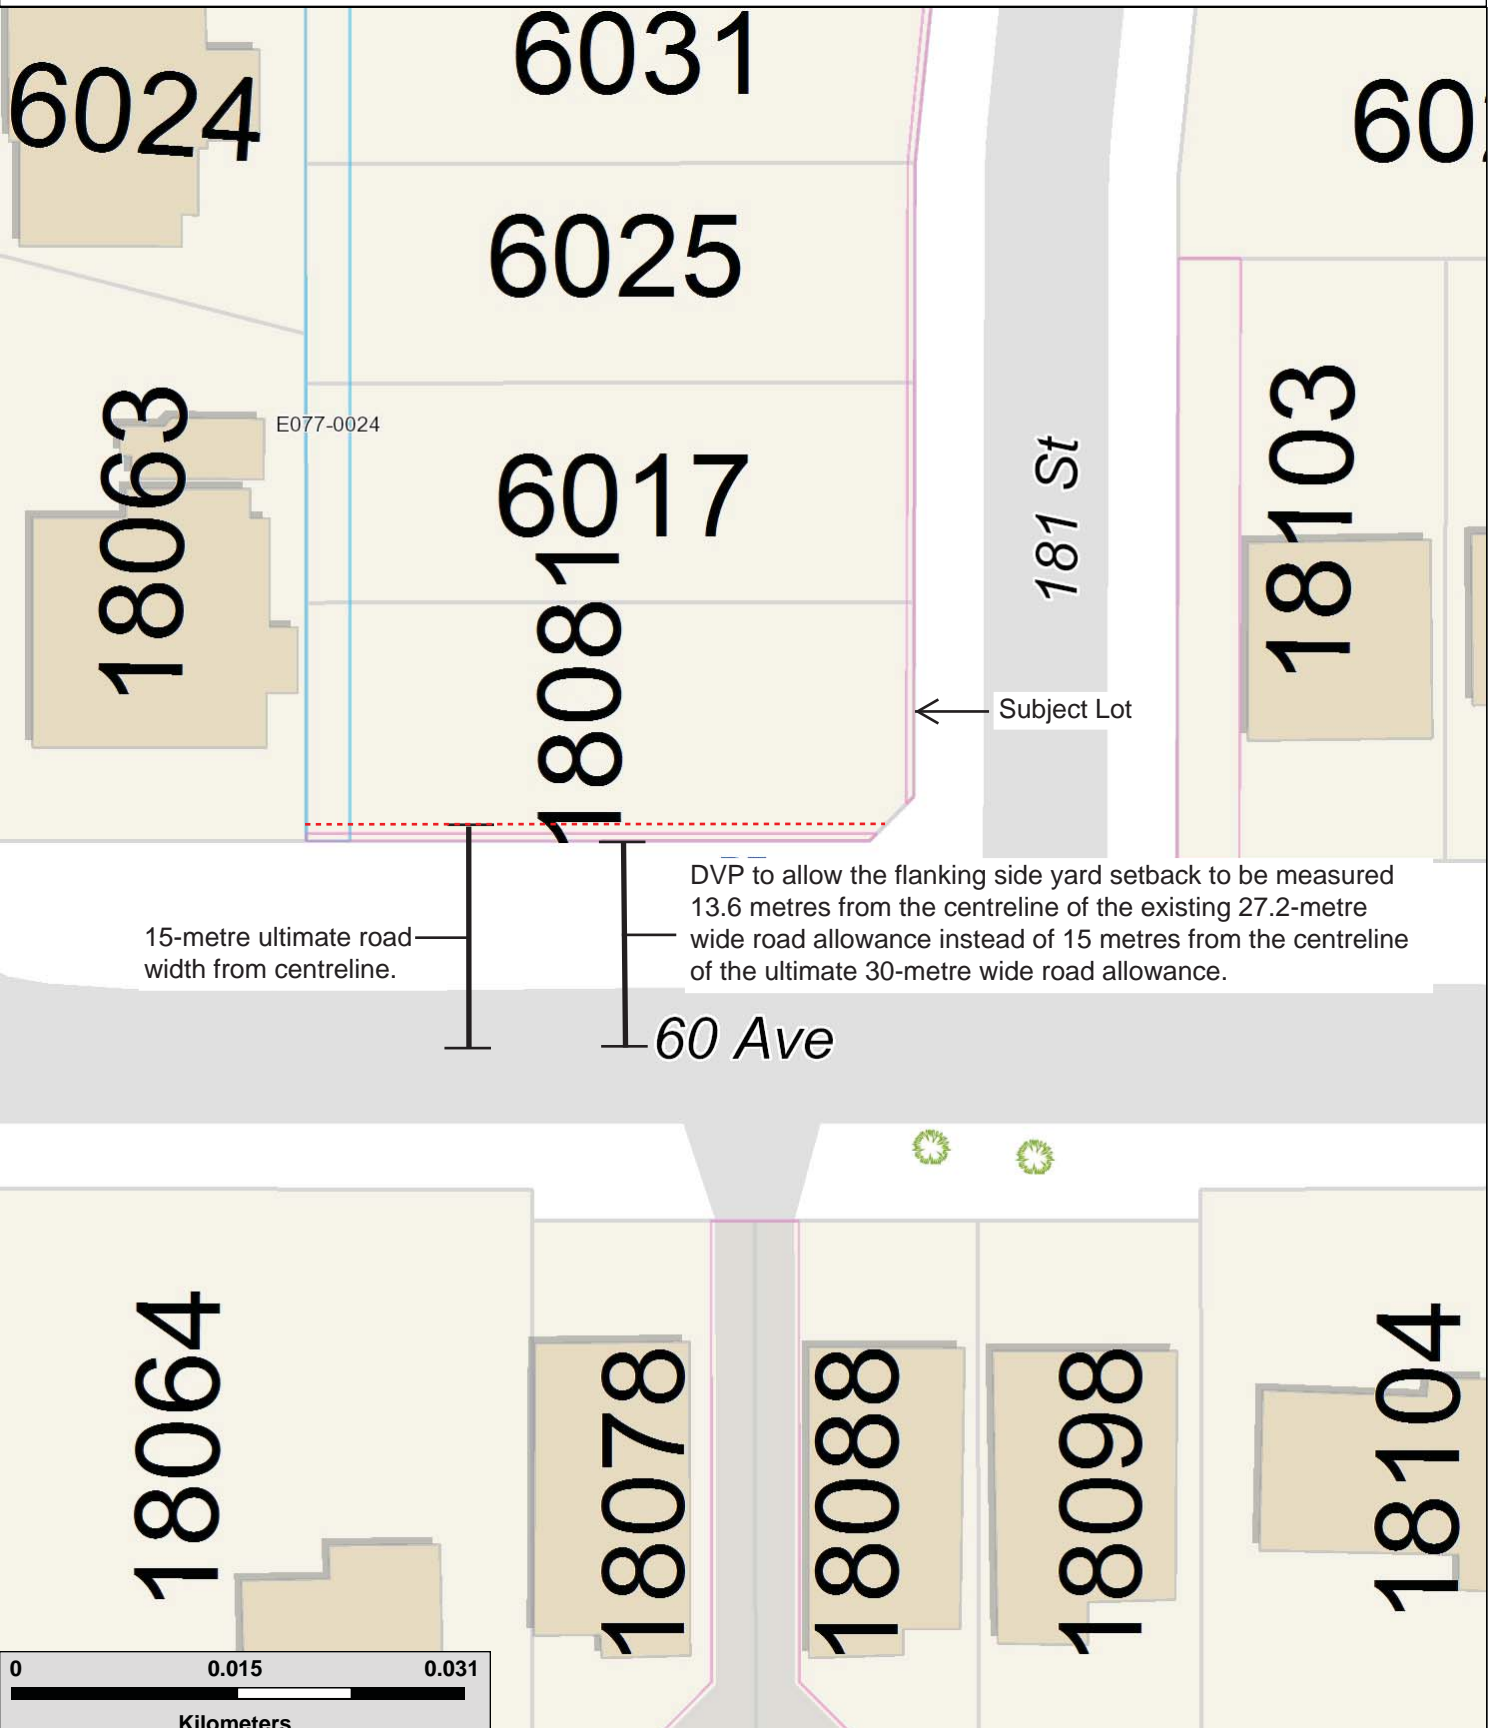 6031
6024
6025
18063
E077-0024
6017
18081
181 St
18103
Subject Lot
DVP to allow the flanking side yard setback to be measured
13.6 metres from the centreline of the existing 27.2-metre
wide road allowance instead of 15 metres from the centreline
of the ultimate 30-metre wide road allowance.
15-metre ultimate road
width from centreline.
60 Ave
18064
18078
18088
18098
18104
0 0.015 0.031
Kilometers